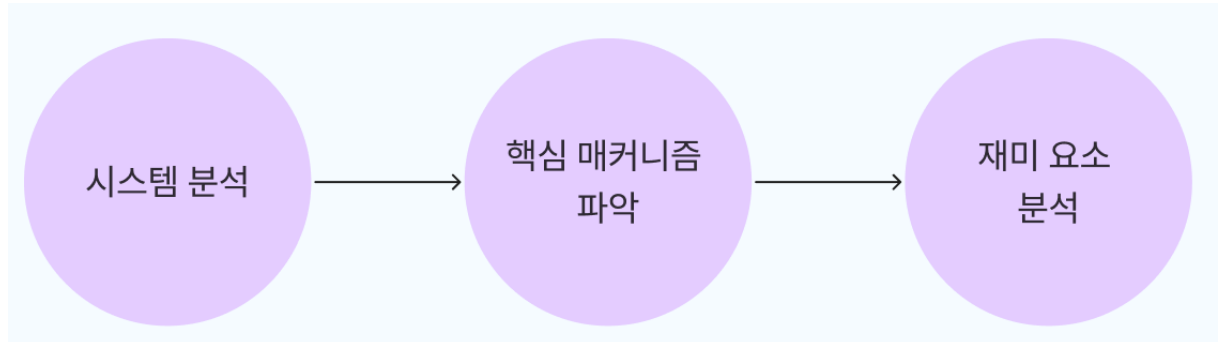 시스템 분석
핵심 매커니즘
파악
재미 요소
분석